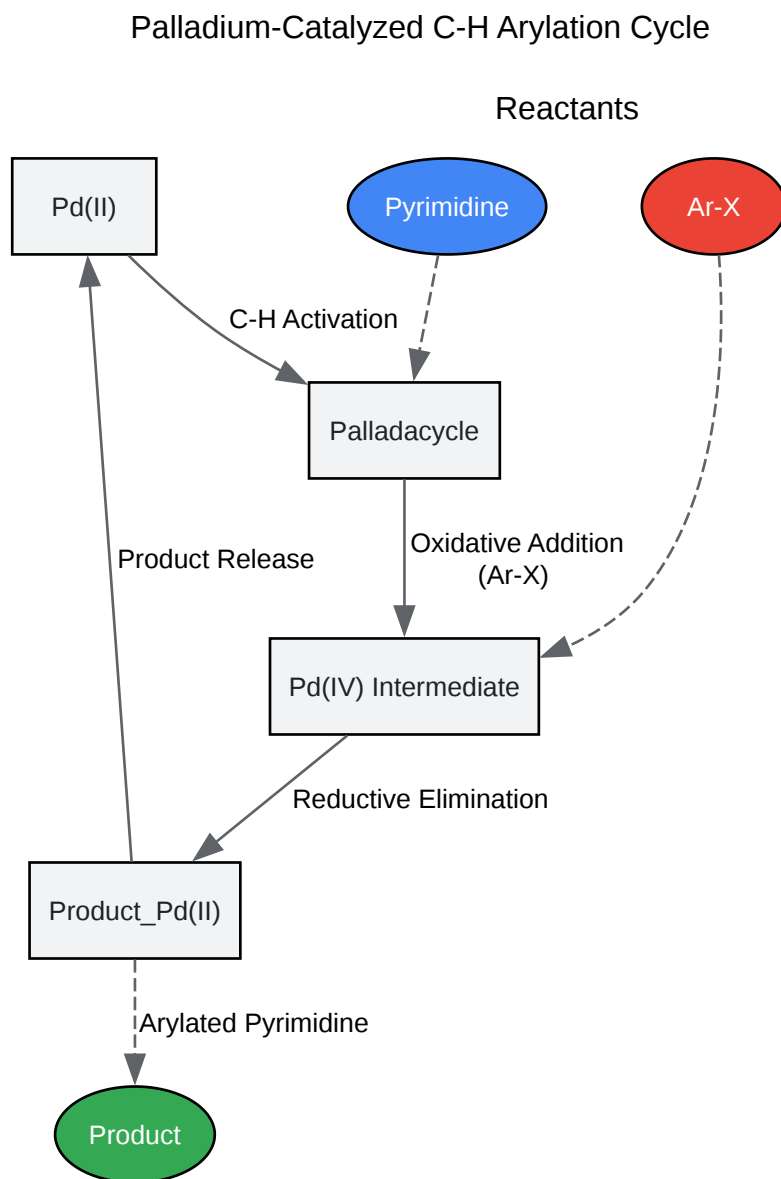 Palladium-Catalyzed C-H Arylation Cycle
Reactants
Pd(II)
Pyrimidine
Ar-X
C-H Activation
Palladacycle
Product Release
Oxidative Addition
(Ar-X)
Pd(IV) Intermediate
Reductive Elimination
Product_Pd(II)
Arylated Pyrimidine
Product